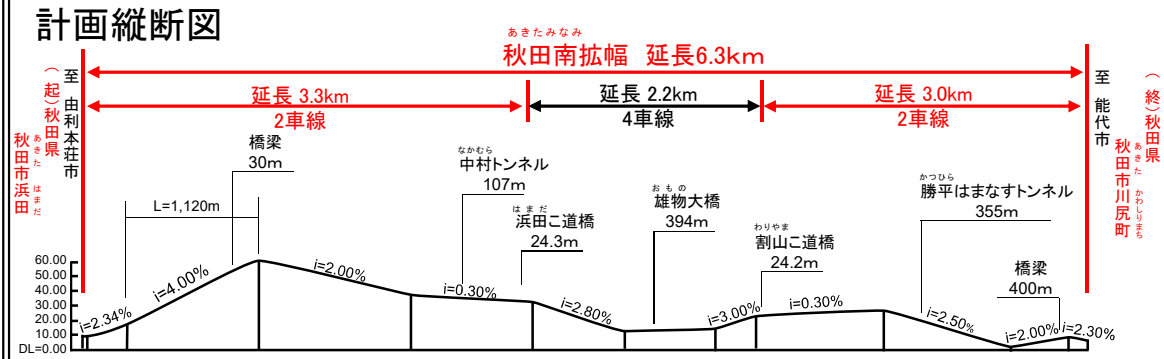 計画縦断図
あきたみなみ
秋田南拡幅 延長6.3km
延長 3.3km
2車線
延長 2.2km
4車線
延長 3.0km
2車線
至 由利本荘市
（起）秋田県
秋田市浜田
あきた はまだ
至 能代市
（終）秋田県
秋田市川尻町
あきた かわしりまち
橋梁
30m
L=1,120m
なかむら
中村トンネル
107m
はまだ
浜田こ道橋
24.3m
おもの
雄物大橋
394m
わりやま
割山こ道橋
24.2m
かつひら
勝平はまなすトンネル
355m
橋梁
400m
60.00
50.00
40.00
30.00
20.00
10.00
DL=0.00
i=2.34%
i=4.00%
i=2.00%
i=0.30%
i=2.80%
i=3.00%
i=0.30%
i=2.50%
i=2.00%
i=2.30%